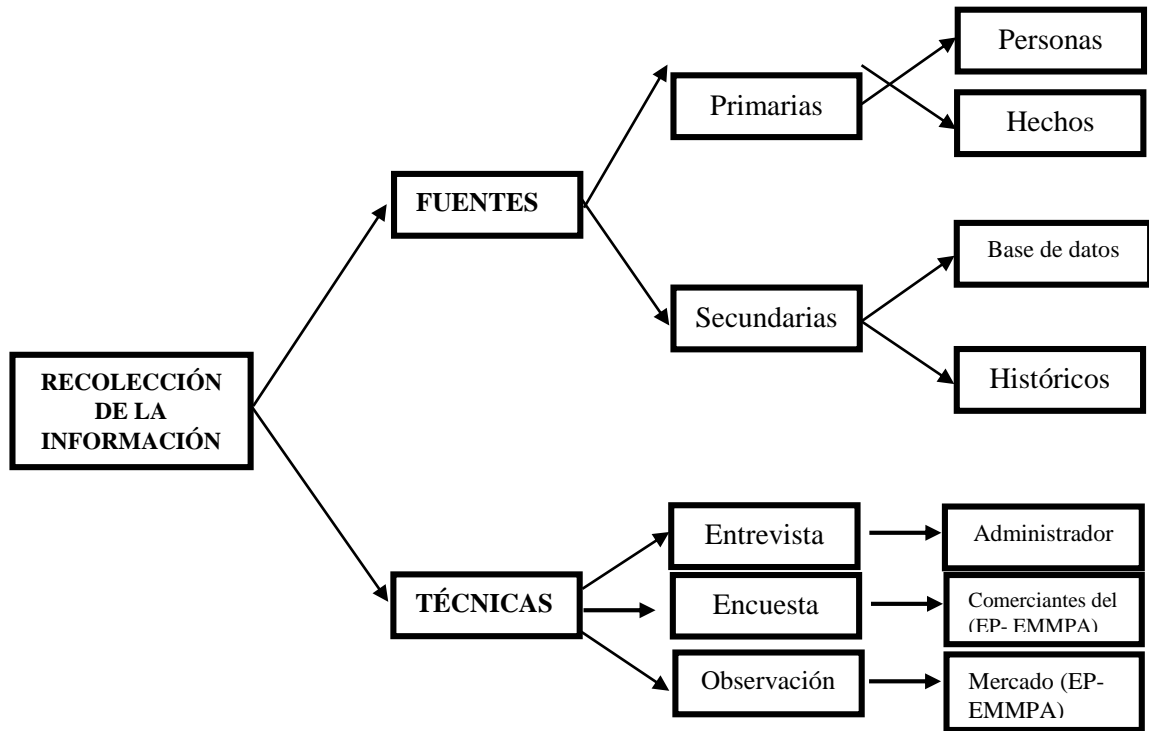 Personas
Primarias
Hechos
FUENTES
Base de datos
Secundarias
Históricos
RECOLECCIÓN
DE LA
INFORMACIÓN
Entrevista
Administrador
TÉCNICAS
Encuesta
Comerciantes del
(EP- EMMPA)
Observación
Mercado (EP-
EMMPA)